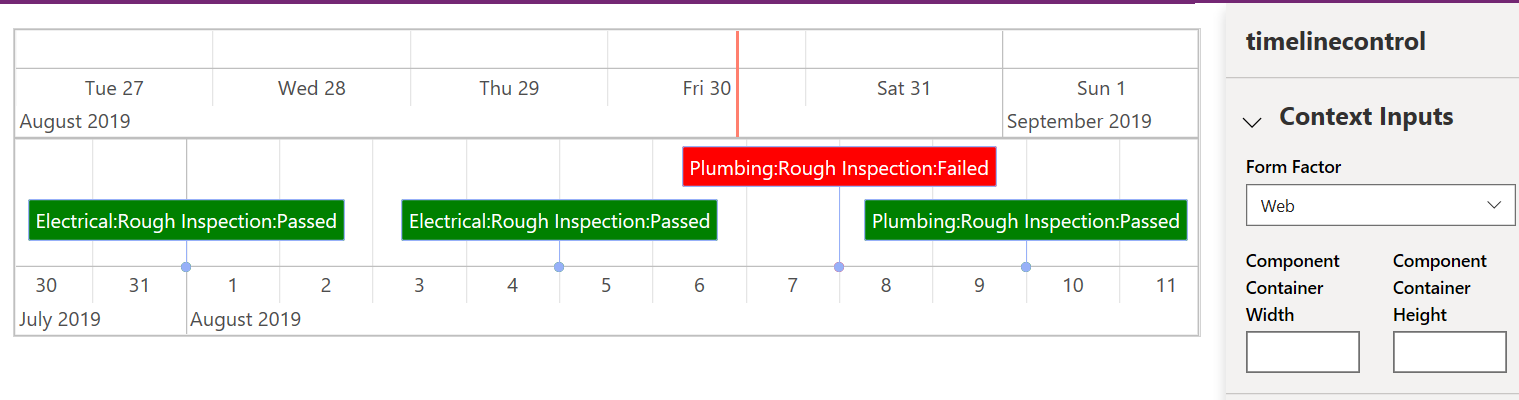 Tue 27 Wed 28 Thu 29 Fri 30 Sat 31 Sun 1
August 2019 September 2019
Plumbing:Rough Inspection:Failed
Electrical:Rough Inspection:Passed Electrical:Rough Inspection:Passed Plumbing:Rough Inspection:Passed
30 31 1 2 3 4 5 6 7 8 9 10 11
July 2019 August 2019
timelinecontrol
Context Inputs
Form Factor
Web
Component Container Width
Component Container Height